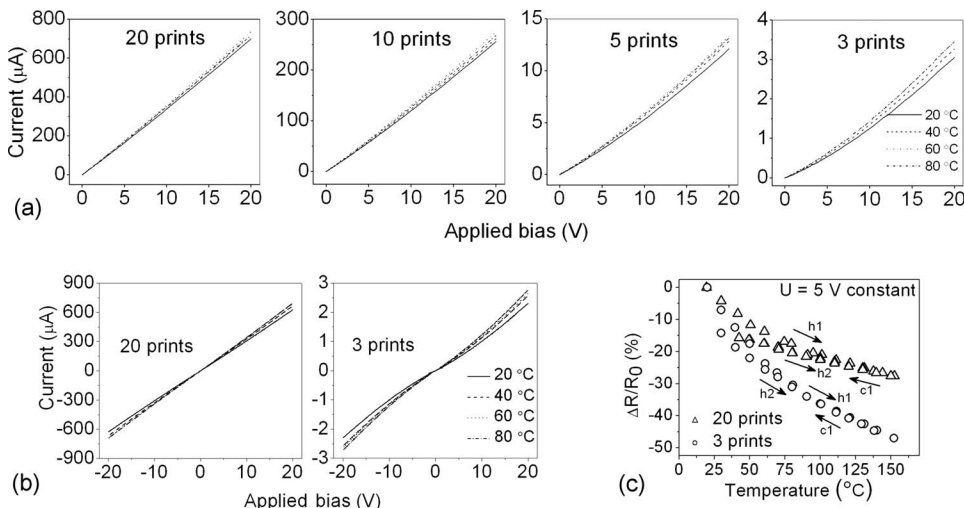 800
600
400
200
0
Current (µA)
20 prints
0 5 10 15 20
300
200
100
0
10 prints
0 5 10 15 20
15
10
5
0
5 prints
0 5 10 15 20
4
3
2
1
0
3 prints
20 °C
40 °C
60 °C
80 °C
0 5 10 15 20
(a)
Applied bias (V)
900
600
300
0
-300
-600
-900
Current (µA)
20 prints
-20 -10 0 10 20
3
2
1
0
-1
-2
-3
3 prints
20 °C
40 °C
60 °C
80 °C
-20 -10 0 10 20
(b)
Applied bias (V)
0
-10
-20
-30
-40
-50
ΔR/R0 (%)
U = 5 V constant
h1
h2
c1
h2
h1
c1
20 prints
3 prints
0 25 50 75 100 125 150
Temperature (°C)
(c)